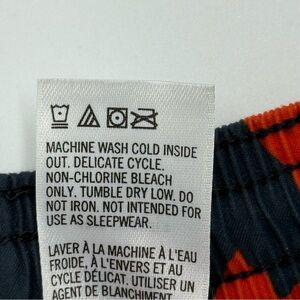 MACHINE WASH COLD INSIDE
OUT. DELICATE CYCLE.
NON-CHLORINE BLEACH
ONLY. TUMBLE DRY LOW. DO
NOT IRON. NOT INTENDED FOR
USE AS SLEEPWEAR.
LAVER À LA MACHINE À L'EAU
FROIDE, À L'ENVERS ET AU
CYCLE DÉLICAT. UTILISER UN
AGENT DE BLANCHIMENT